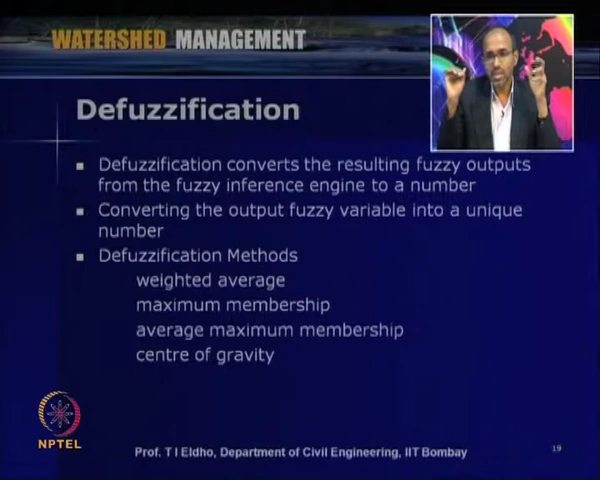 WATERSHED MANAGEMENT
Defuzzification
Defuzzification converts the resulting fuzzy outputs
from the fuzzy inference engine to a number
Converting the output fuzzy variable into a unique
number
Defuzzification Methods
weighted average
maximum membership
average maximum membership
centre of gravity
NPTEL
Prof. T I Eldho, Department of Civil Engineering, IIT Bombay
19